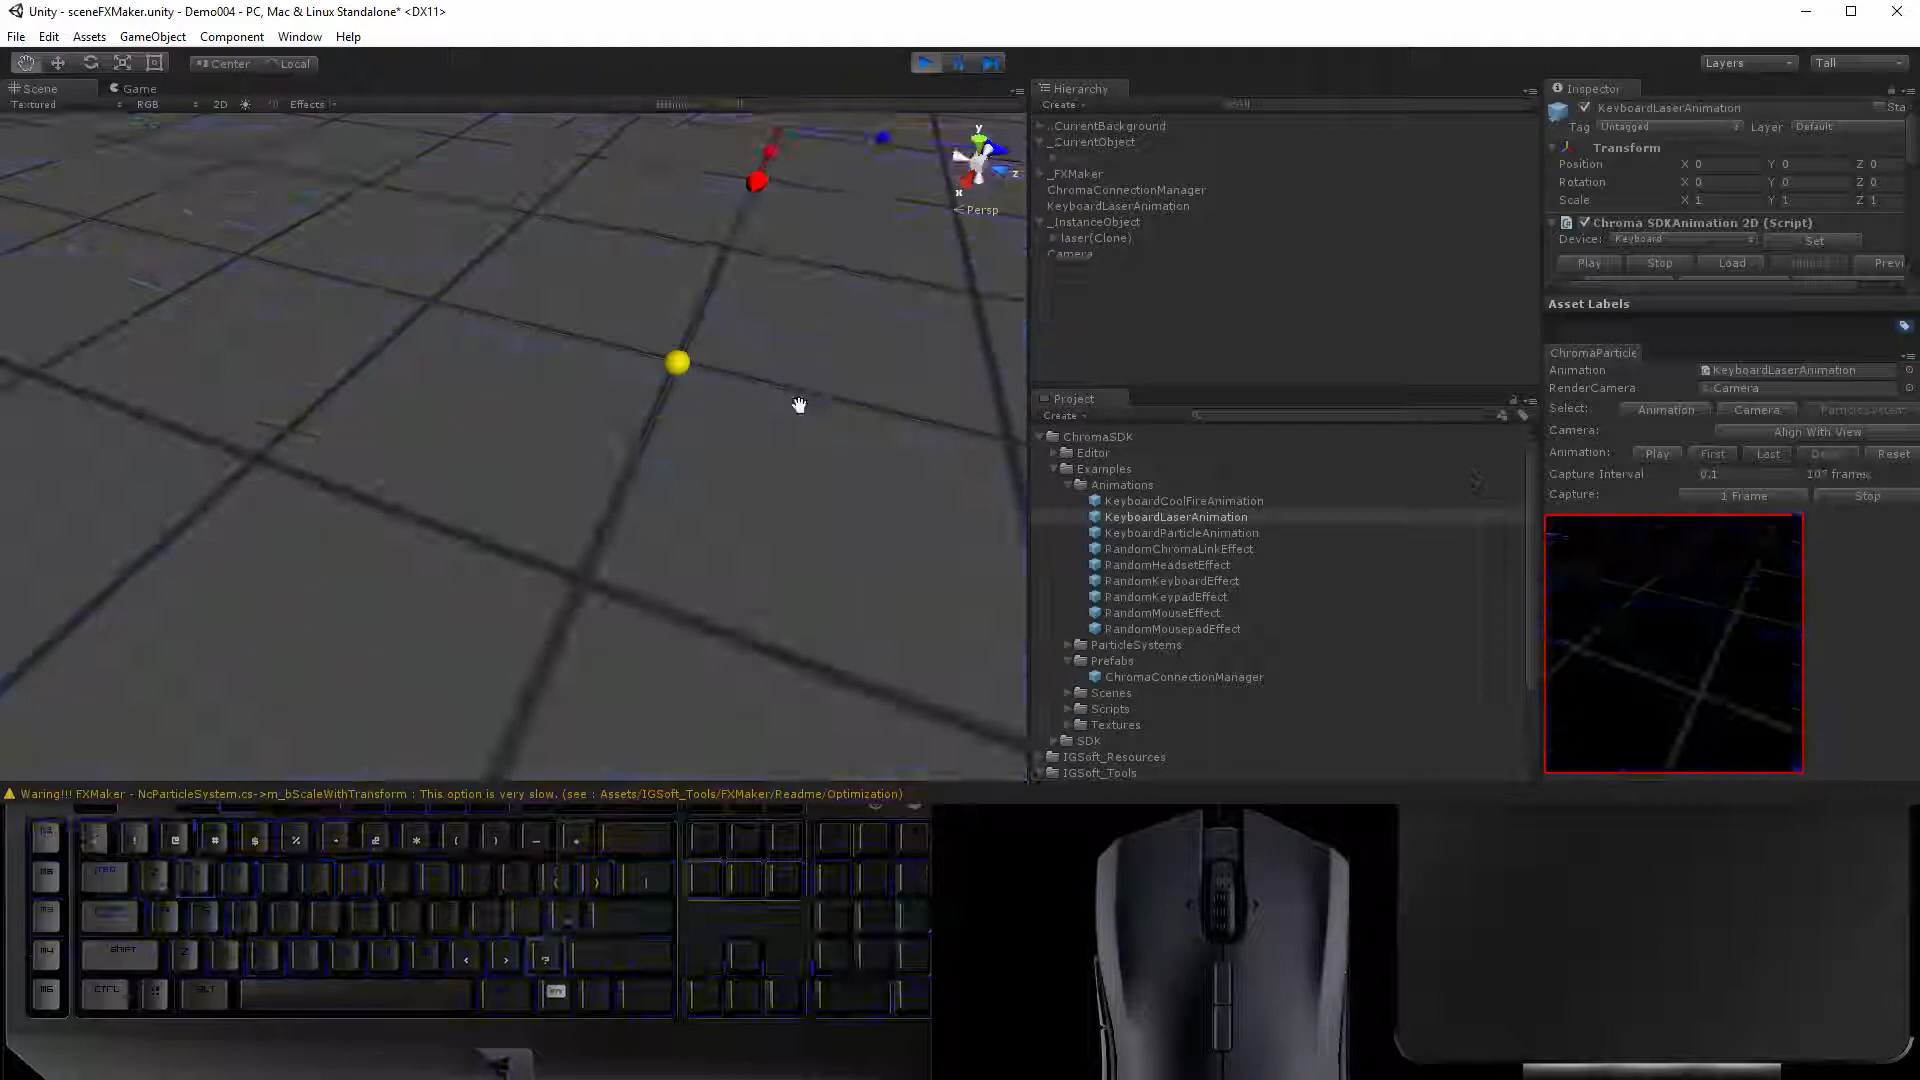 Unity - sceneFXMaker.unity - Demo004 - PC, Mac & Linux Standalone* <DX11>
File Edit Assets GameObject Component Window Help
Center Local
Layers Tall
Scene Game
Textured RGB 2D Effects
y
z
x
Persp
Hierarchy
Create
..CurrentBackground
_CurrentObject
_FXMaker
ChromaConnectionManager
KeyboardLaserAnimation
_InstanceObject
laser(Clone)
Camera
Project
Create
ChromaSDK
Editor
Examples
Animations
KeyboardCoolFireAnimation
KeyboardLaserAnimation
KeyboardParticleAnimation
RandomChromaLinkEffect
RandomHeadsetEffect
RandomKeyboardEffect
RandomKeypadEffect
RandomMouseEffect
RandomMousepadEffect
ParticleSystems
Prefabs
ChromaConnectionManager
Scenes
Scripts
Textures
SDK
IGSoft_Resources
IGSoft_Tools
Inspector
KeyboardLaserAnimation Sta
Tag Untagged Layer Default
Transform
Position X 0 Y 0 Z 0
Rotation X 0 Y 0 Z 0
Scale X 1 Y 1 Z 1
Chroma SDKAnimation 2D (Script)
Device: Keyboard Set
Play Stop Load Previ
Asset Labels
ChromaParticle
Animation KeyboardLaserAnimation
RenderCamera Camera
Select: Animation Camera ParticleSystem
Camera: Align With View
Animation: Play First Last Reset
Capture Interval 0.1 107 frames
Capture: 1 Frame Stop
Waring!!! FXMaker - NcParticleSystem.cs->m_bScaleWithTransform : This option is very slow. (see : Assets/IGSoft_Tools/FXMaker/Readme/Optimization)
! @ # $ % * ( )
shift Z < > ?
CTRL ALT